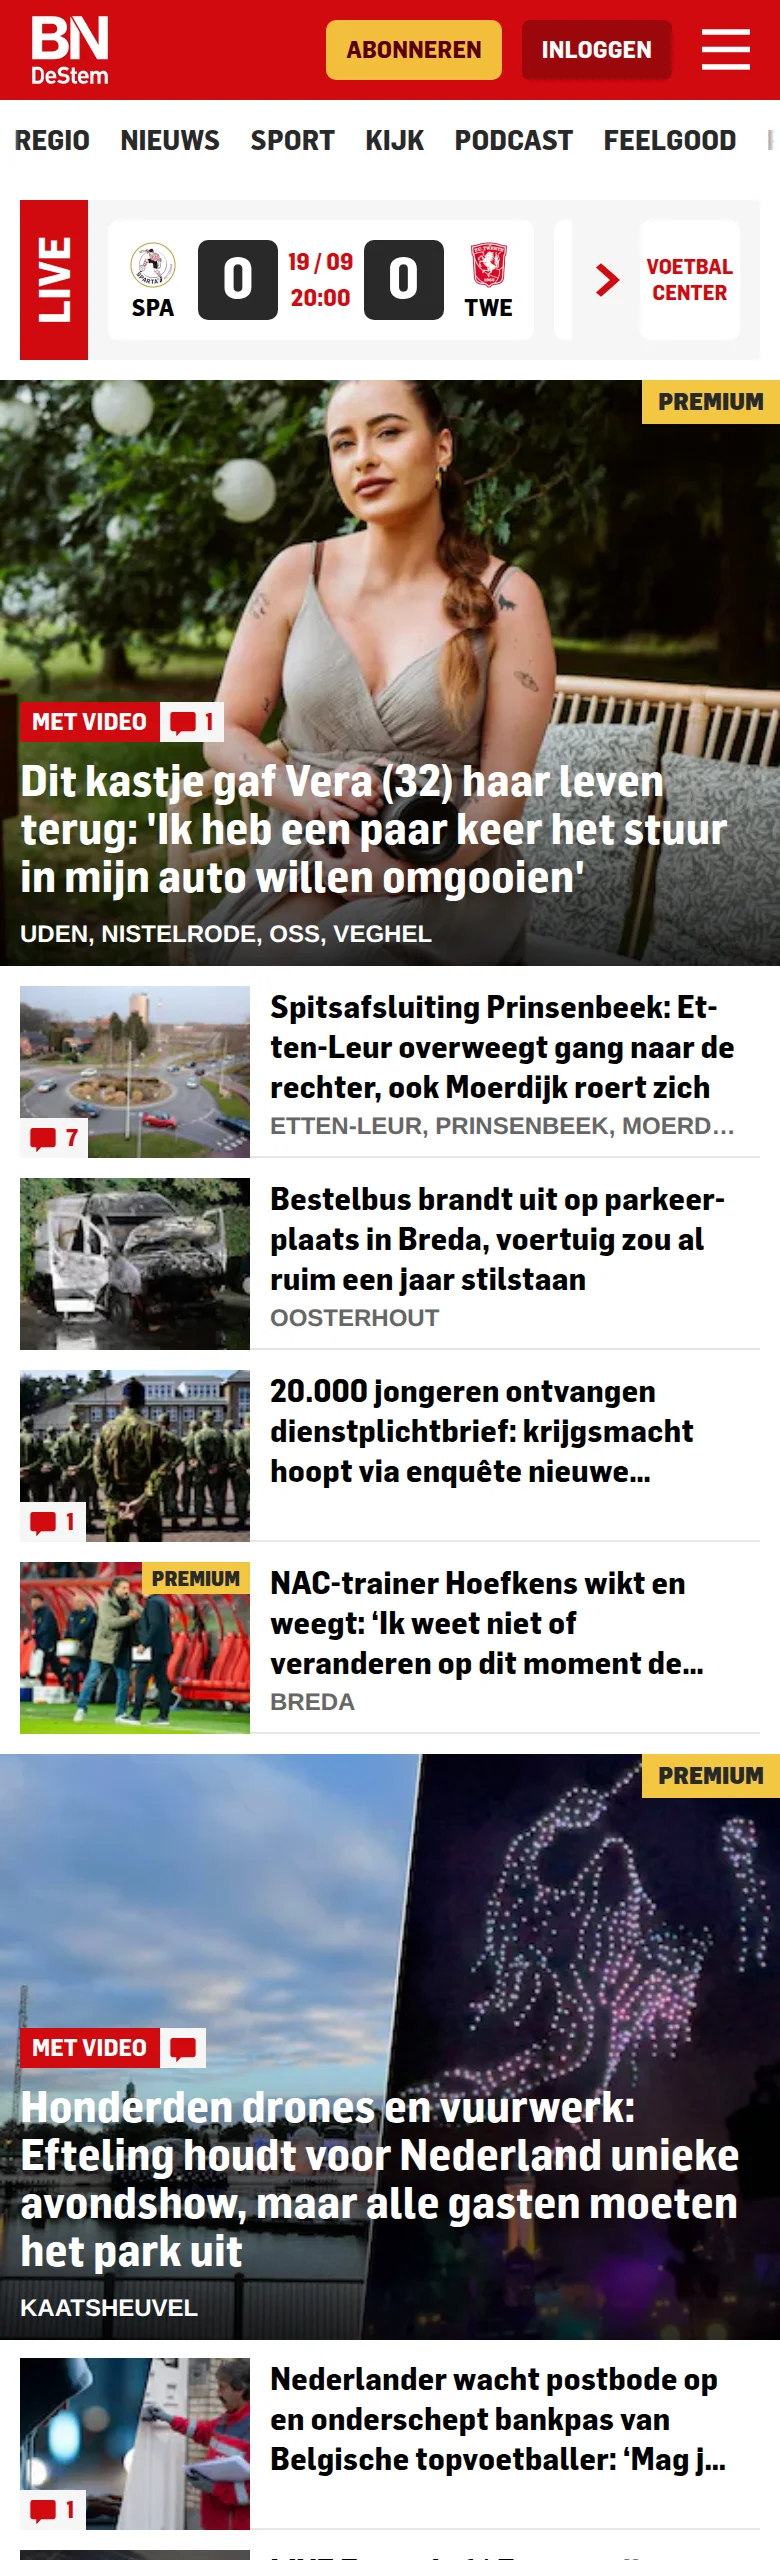 BN
DeStem
ABONNEREN
INLOGGEN
REGIO NIEUWS SPORT KIJK PODCAST FEELGOOD
LIVE
SPARTA
SPA
0
19 / 09
20:00
0
TWE
VOETBAL
CENTER
PREMIUM
MET VIDEO
1
Dit kastje gaf Vera (32) haar leven
terug: 'Ik heb een paar keer het stuur
in mijn auto willen omgooien'
UDEN, NISTELRODE, OSS, VEGHEL
Spitsafsluiting Prinsenbeek: Et-
ten-Leur overweegt gang naar de
rechter, ook Moerdijk roert zich
ETTEN-LEUR, PRINSENBEEK, MOERD...
7
Bestelbus brandt uit op parkeer-
plaats in Breda, voertuig zou al
ruim een jaar stilstaan
OOSTERHOUT
20.000 jongeren ontvangen
dienstplichtbrief: krijgsmacht
hoopt via enquête nieuwe...
1
PREMIUM
NAC-trainer Hoefkens wikt en
weegt: ‘Ik weet niet of
veranderen op dit moment de...
BREDA
PREMIUM
MET VIDEO
Honderden drones en vuurwerk:
Efteling houdt voor Nederland unieke
avondshow, maar alle gasten moeten
het park uit
KAATSHEUVEL
Nederlander wacht postbode op
en onderschept bankpas van
Belgische topvoetballer: ‘Mag j...
1